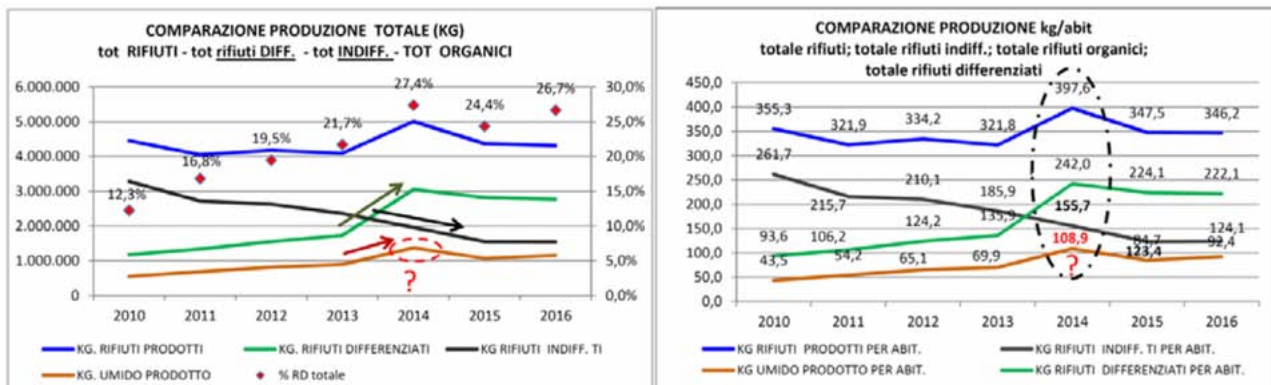 COMPARAZIONE PRODUZIONE TOTALE (KG)
tot RIFIUTI - tot rifiuti DIFF. - tot INDIFF. - TOT ORGANICI
6.000.000
5.000.000
4.000.000
3.000.000
2.000.000
1.000.000
0
30,0%
25,0%
20,0%
15,0%
10,0%
5,0%
0,0%
12,3%
16,8%
19,5%
21,7%
27,4%
24,4%
26,7%
?
2010 2011 2012 2013 2014 2015 2016
KG. RIFIUTI PRODOTTI KG. RIFIUTI DIFFERENZIATI KG RIFIUTI INDIFF. TI
KG. UMIDO PRODOTTO % RD totale
COMPARAZIONE PRODUZIONE kg/abit
totale rifiuti; totale rifiuti indiff.; totale rifiuti organici;
totale rifiuti differenziati
450,0
400,0
350,0
300,0
250,0
200,0
150,0
100,0
50,0
0,0
355,3 321,9 334,2 321,8 397,6 347,5 346,2
261,7 215,7 210,1 185,9 155,7 123,4 124,1
93,6 106,2 124,2 135,9 242,0 224,1 222,1
43,5 54,2 65,1 69,9 108,9 84,7 92,4
?
2010 2011 2012 2013 2014 2015 2016
KG RIFIUTI PRODOTTI PER ABIT. KG RIFIUTI INDIFF. TI PER ABIT.
KG UMIDO PRODOTTO PER ABIT. KG RIFIUTI DIFFERENZIATI PER ABIT.